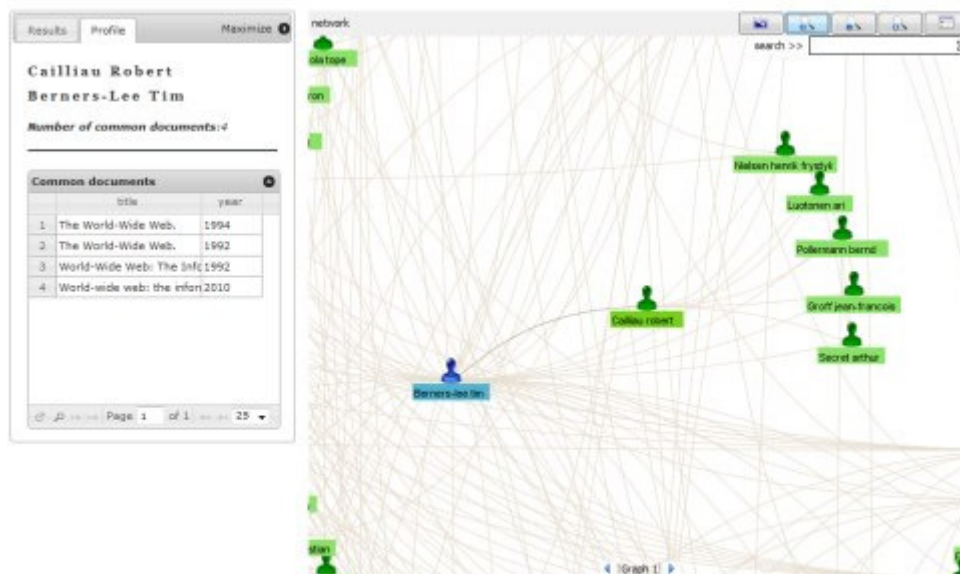 Results Profile Maximize
Cailliau Robert
Berners-Lee Tim
Number of common documents:4
Common documents
title year
1 The World-Wide Web. 1994
2 The World-Wide Web. 1992
3 World-Wide Web: The Info 1992
4 World-wide web: the infor 2010
Page 1 of 1 25
network
search >>
ola tope
ron
Nielsen henrik frystyk
Luotonen ari
Pollermann bernd
Groff jean-francois
Cailliau robert
Secret arthur
Berners-lee tim
stian
Graph 1